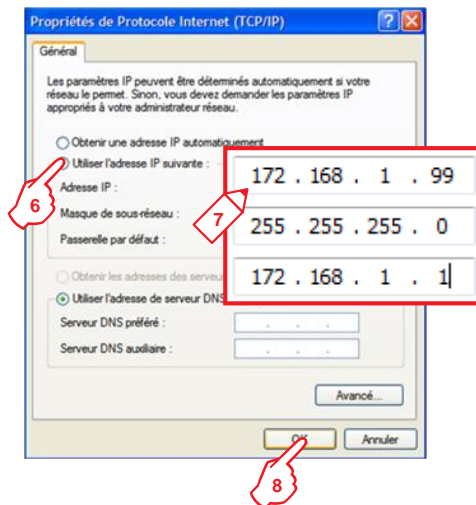 Propriétés de Protocole Internet (TCP/IP)
Général
Les paramètres IP peuvent être déterminés automatiquement si votre
réseau le permet. Sinon, vous devez demander les paramètres IP
appropriés à votre administrateur réseau.
Obtenir une adresse IP automatiquement
Utiliser l'adresse IP suivante :
6
Adresse IP :
172 . 168 . 1 . 99
7
Masque de sous-réseau :
255 . 255 . 255 . 0
Passerelle par défaut :
172 . 168 . 1 . 1
Obtenir les adresses des serveu
Utiliser l'adresse de serveur DNS
Serveur DNS préféré :
Serveur DNS auxiliaire :
Avancé...
OK
Annuler
8